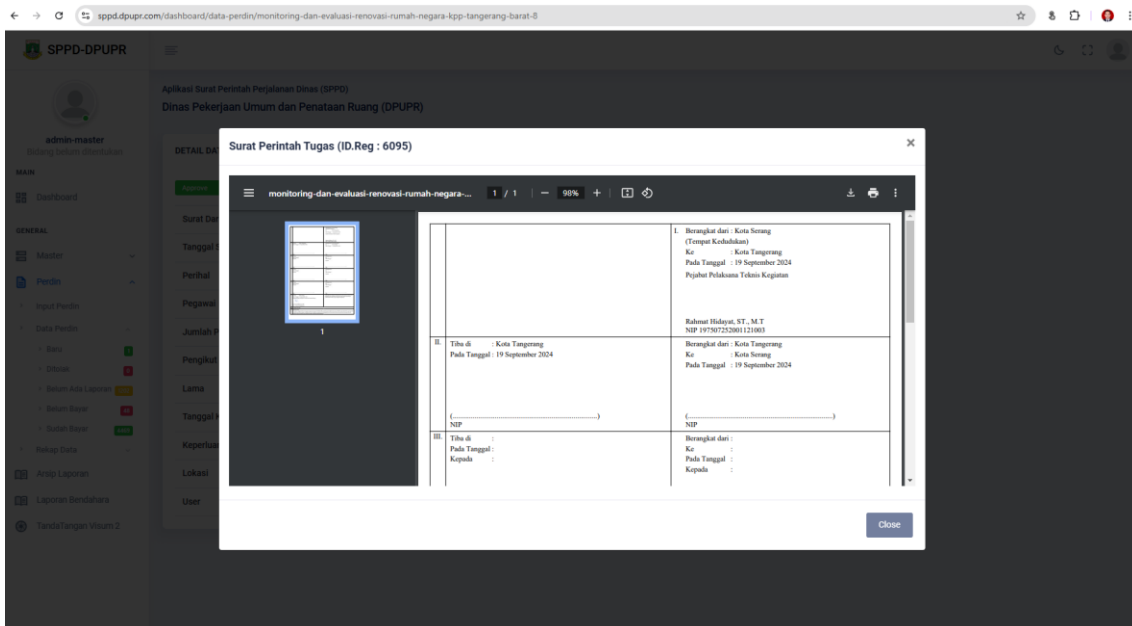 sppd.dpupr.com/dashboard/data-perdin/monitoring-dan-evaluasi-renovasi-rumah-negara-kpp-tangerang-barat-8
SPPD-DPUPR
admin-master
Bidang belum ditentukan
MAIN
Dashboard
GENERAL
Master
Perdin
Input Perdin
Data Perdin
Baru
Ditolak
Belum Ada Laporan
Belum Bayar
Sudah Bayar
Rekap Data
Arsip Laporan
Laporan Bendahara
TandaTangan Visum 2
Aplikasi Surat Perintah Perjalanan Dinas (SPPD)
Dinas Pekerjaan Umum dan Penataan Ruang (DPUPR)
DETAIL DA
Approve
Surat Dar
Tanggal S
Perihal
Pegawai
Jumlah P
Pengikut
Lama
Tanggal K
Keperlua
Lokasi
User
Surat Perintah Tugas (ID.Reg : 6095)
×
monitoring-dan-evaluasi-renovasi-rumah-negara-...
1 / 1
98%
1
I. Berangkat dari : Kota Serang
(Tempat Kedudukan)
Ke : Kota Tangerang
Pada Tanggal : 19 September 2024
Pejabat Pelaksana Teknis Kegiatan
Rahmat Hidayat, ST., M.T
NIP 197507252001121003
II. Tiba di : Kota Tangerang
Pada Tanggal : 19 September 2024
(..................................................................)
NIP
Berangkat dari : Kota Tangerang
Ke : Kota Serang
Pada Tanggal : 19 September 2024
(..................................................................)
NIP
III. Tiba di :
Pada Tanggal :
Kepada :
Berangkat dari :
Ke :
Pada Tanggal :
Kepada :
Close